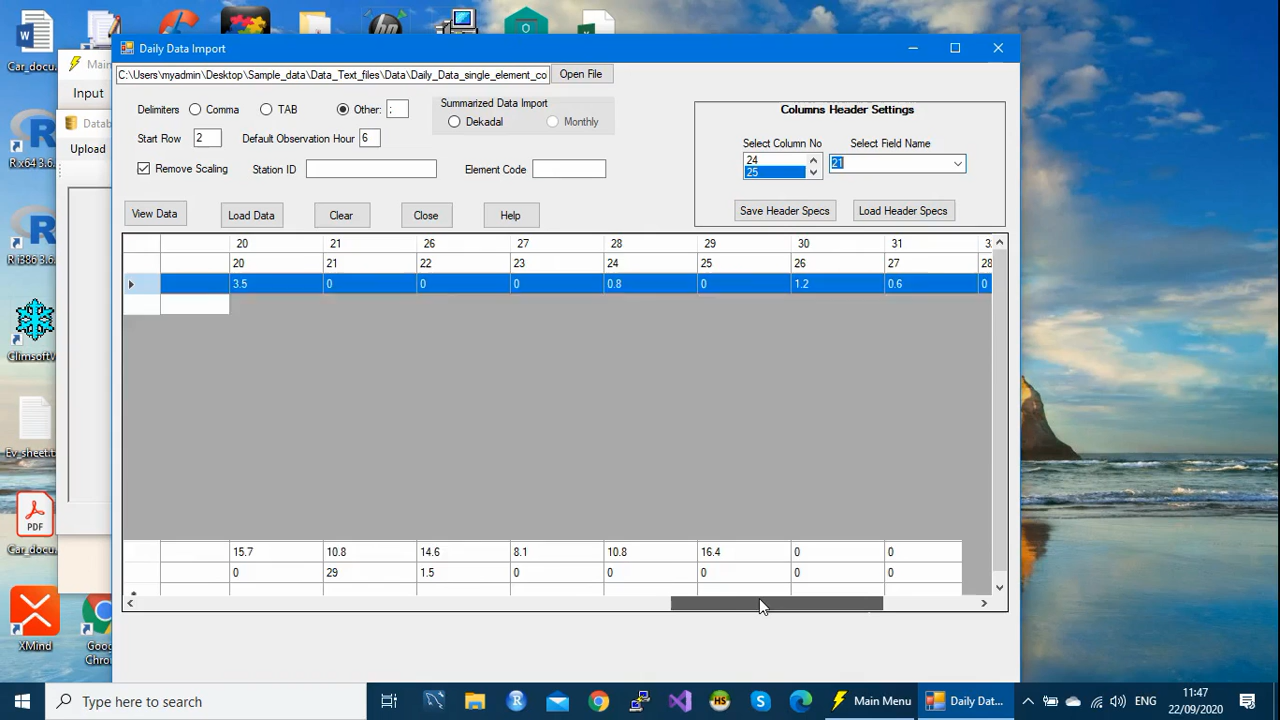 Daily Data Import
Car_docu.
Main
C:\Users\myadmin\Desktop\Sample_data\Data_Text_files\Data\Daily_Data_single_element_co
Open File
Input
Delimiters
Comma
TAB
Other:
;
Summarized Data Import
Dekadal
Monthly
Columns Header Settings
Datab
Start Row
2
Default Observation Hour
6
Select Column No
Select Field Name
Upload
24
25
21
R x64 3.6.
Remove Scaling
Station ID
Element Code
View Data
Load Data
Clear
Close
Help
Save Header Specs
Load Header Specs
20 21 26 27 28 29 30 31
20 21 22 23 24 25 26 27 28
R i386 3.6.
3.5 0 0 0 0.8 0 1.2 0.6 0
Ev_sheet.t
PDF
Car_docu.
15.7 10.8 14.6 8.1 10.8 16.4 0 0
0 29 1.5 0 0 0 0 0
XMind
Goo
Chro
Type here to search
Main Menu
Daily Dat...
ENG
11:47
22/09/2020